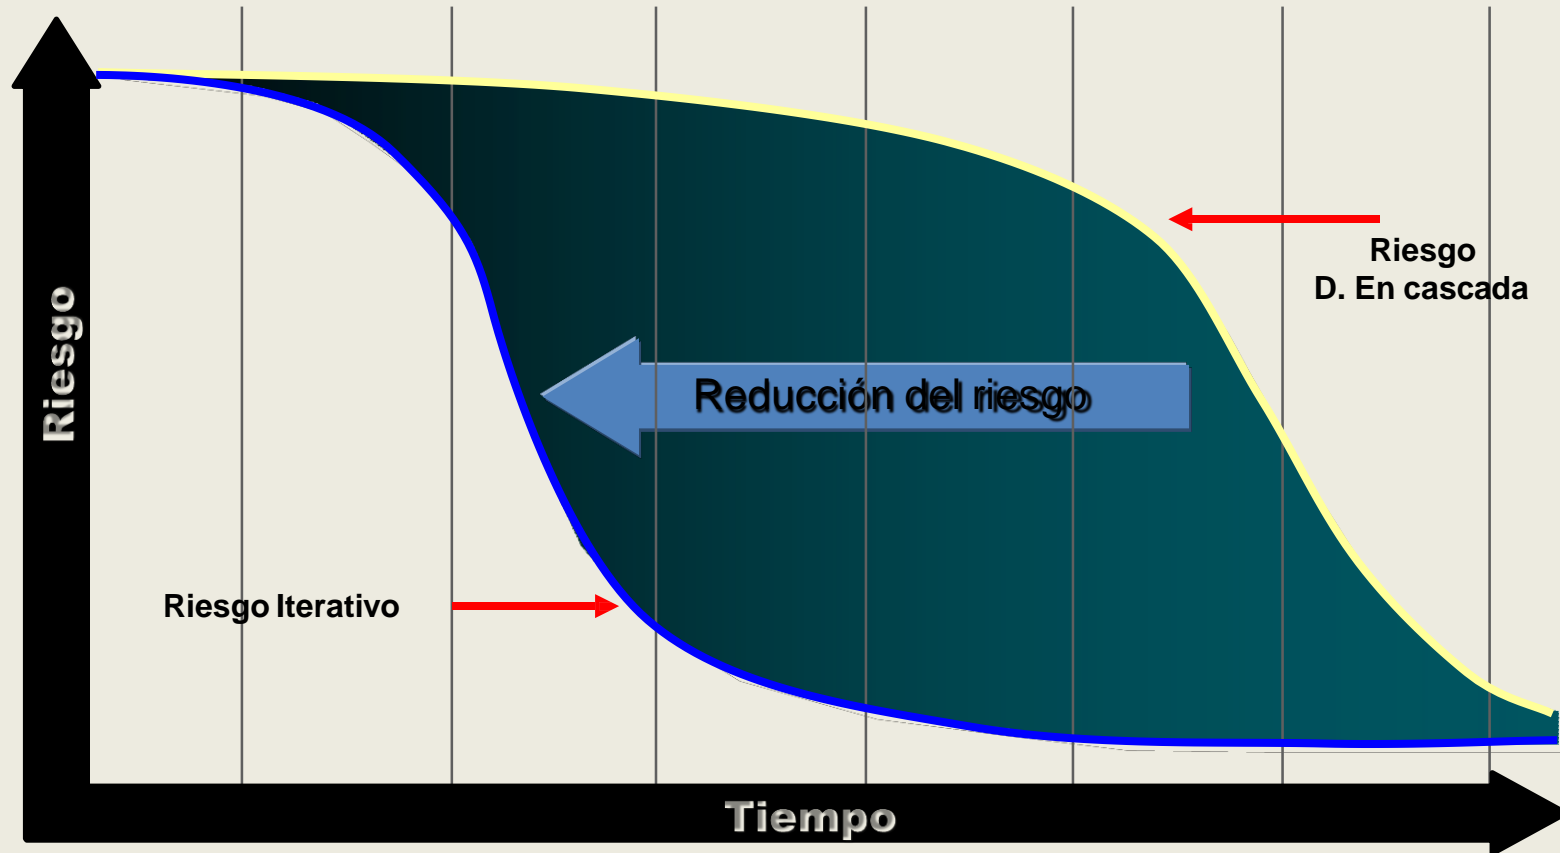 Riesgo
Riesgo
D. En cascada
Reducción del riesgo
Riesgo Iterativo
Tiempo